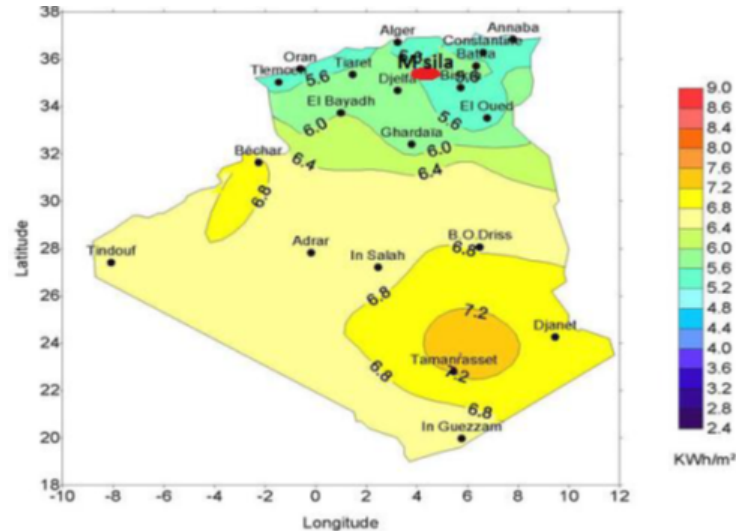 38
36
34
32
30
28
26
24
22
20
18
Latitude
-10 -8 -6 -4 -2 0 2 4 6 8 10 12
Longitude
Annaba
Alger
Constantine
Oran
Batna
M'sila
Tlemcen
5.6
Tiaret
Djelfa
El Bayadh
5.6
El Oued
6.0
Ghardaïa
6.0
Béchar
6.4
6.4
6.8
B.O.Driss
6.8
Adrar
In Salah
Tindouf
6.8
7.2
Djanet
Tamanrasset
7.2
6.8
6.8
In Guezzam
9.0
8.6
8.4
7.6
7.2
6.8
6.4
6.0
5.6
5.2
4.8
4.4
4.0
3.6
3.2
2.8
2.4
KWh/m²